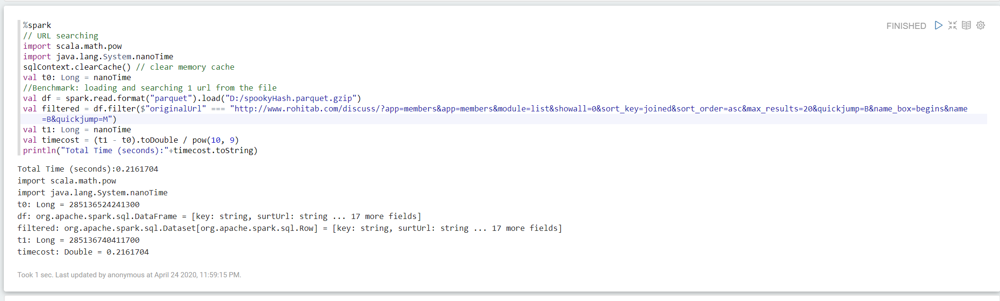 %spark
FINISHED
// URL searching
import scala.math.pow
import java.lang.System.nanoTime
sqlContext.clearCache() // clear memory cache
val t0: Long = nanoTime
//Benchmark: loading and searching 1 url from the file
val df = spark.read.format("parquet").load("D:/spookyHash.parquet.gzip")
val filtered = df.filter($"originalUrl" === "http://www.rohitab.com/discuss/?app=members&app=members&module=list&showall=0&sort_key=joined&sort_order=asc&max_results=20&quickjump=B&name_box=begins&name
=B&quickjump=M")
val t1: Long = nanoTime
val timecost = (t1 - t0).toDouble / pow(10, 9)
println("Total Time (seconds):"+timecost.toString)
Total Time (seconds):0.2161704
import scala.math.pow
import java.lang.System.nanoTime
t0: Long = 285136524241300
df: org.apache.spark.sql.DataFrame = [key: string, surtUrl: string ... 17 more fields]
filtered: org.apache.spark.sql.Dataset[org.apache.spark.sql.Row] = [key: string, surtUrl: string ... 17 more fields]
t1: Long = 285136740411700
timecost: Double = 0.2161704
Took 1 sec. Last updated by anonymous at April 24 2020, 11:59:15 PM.